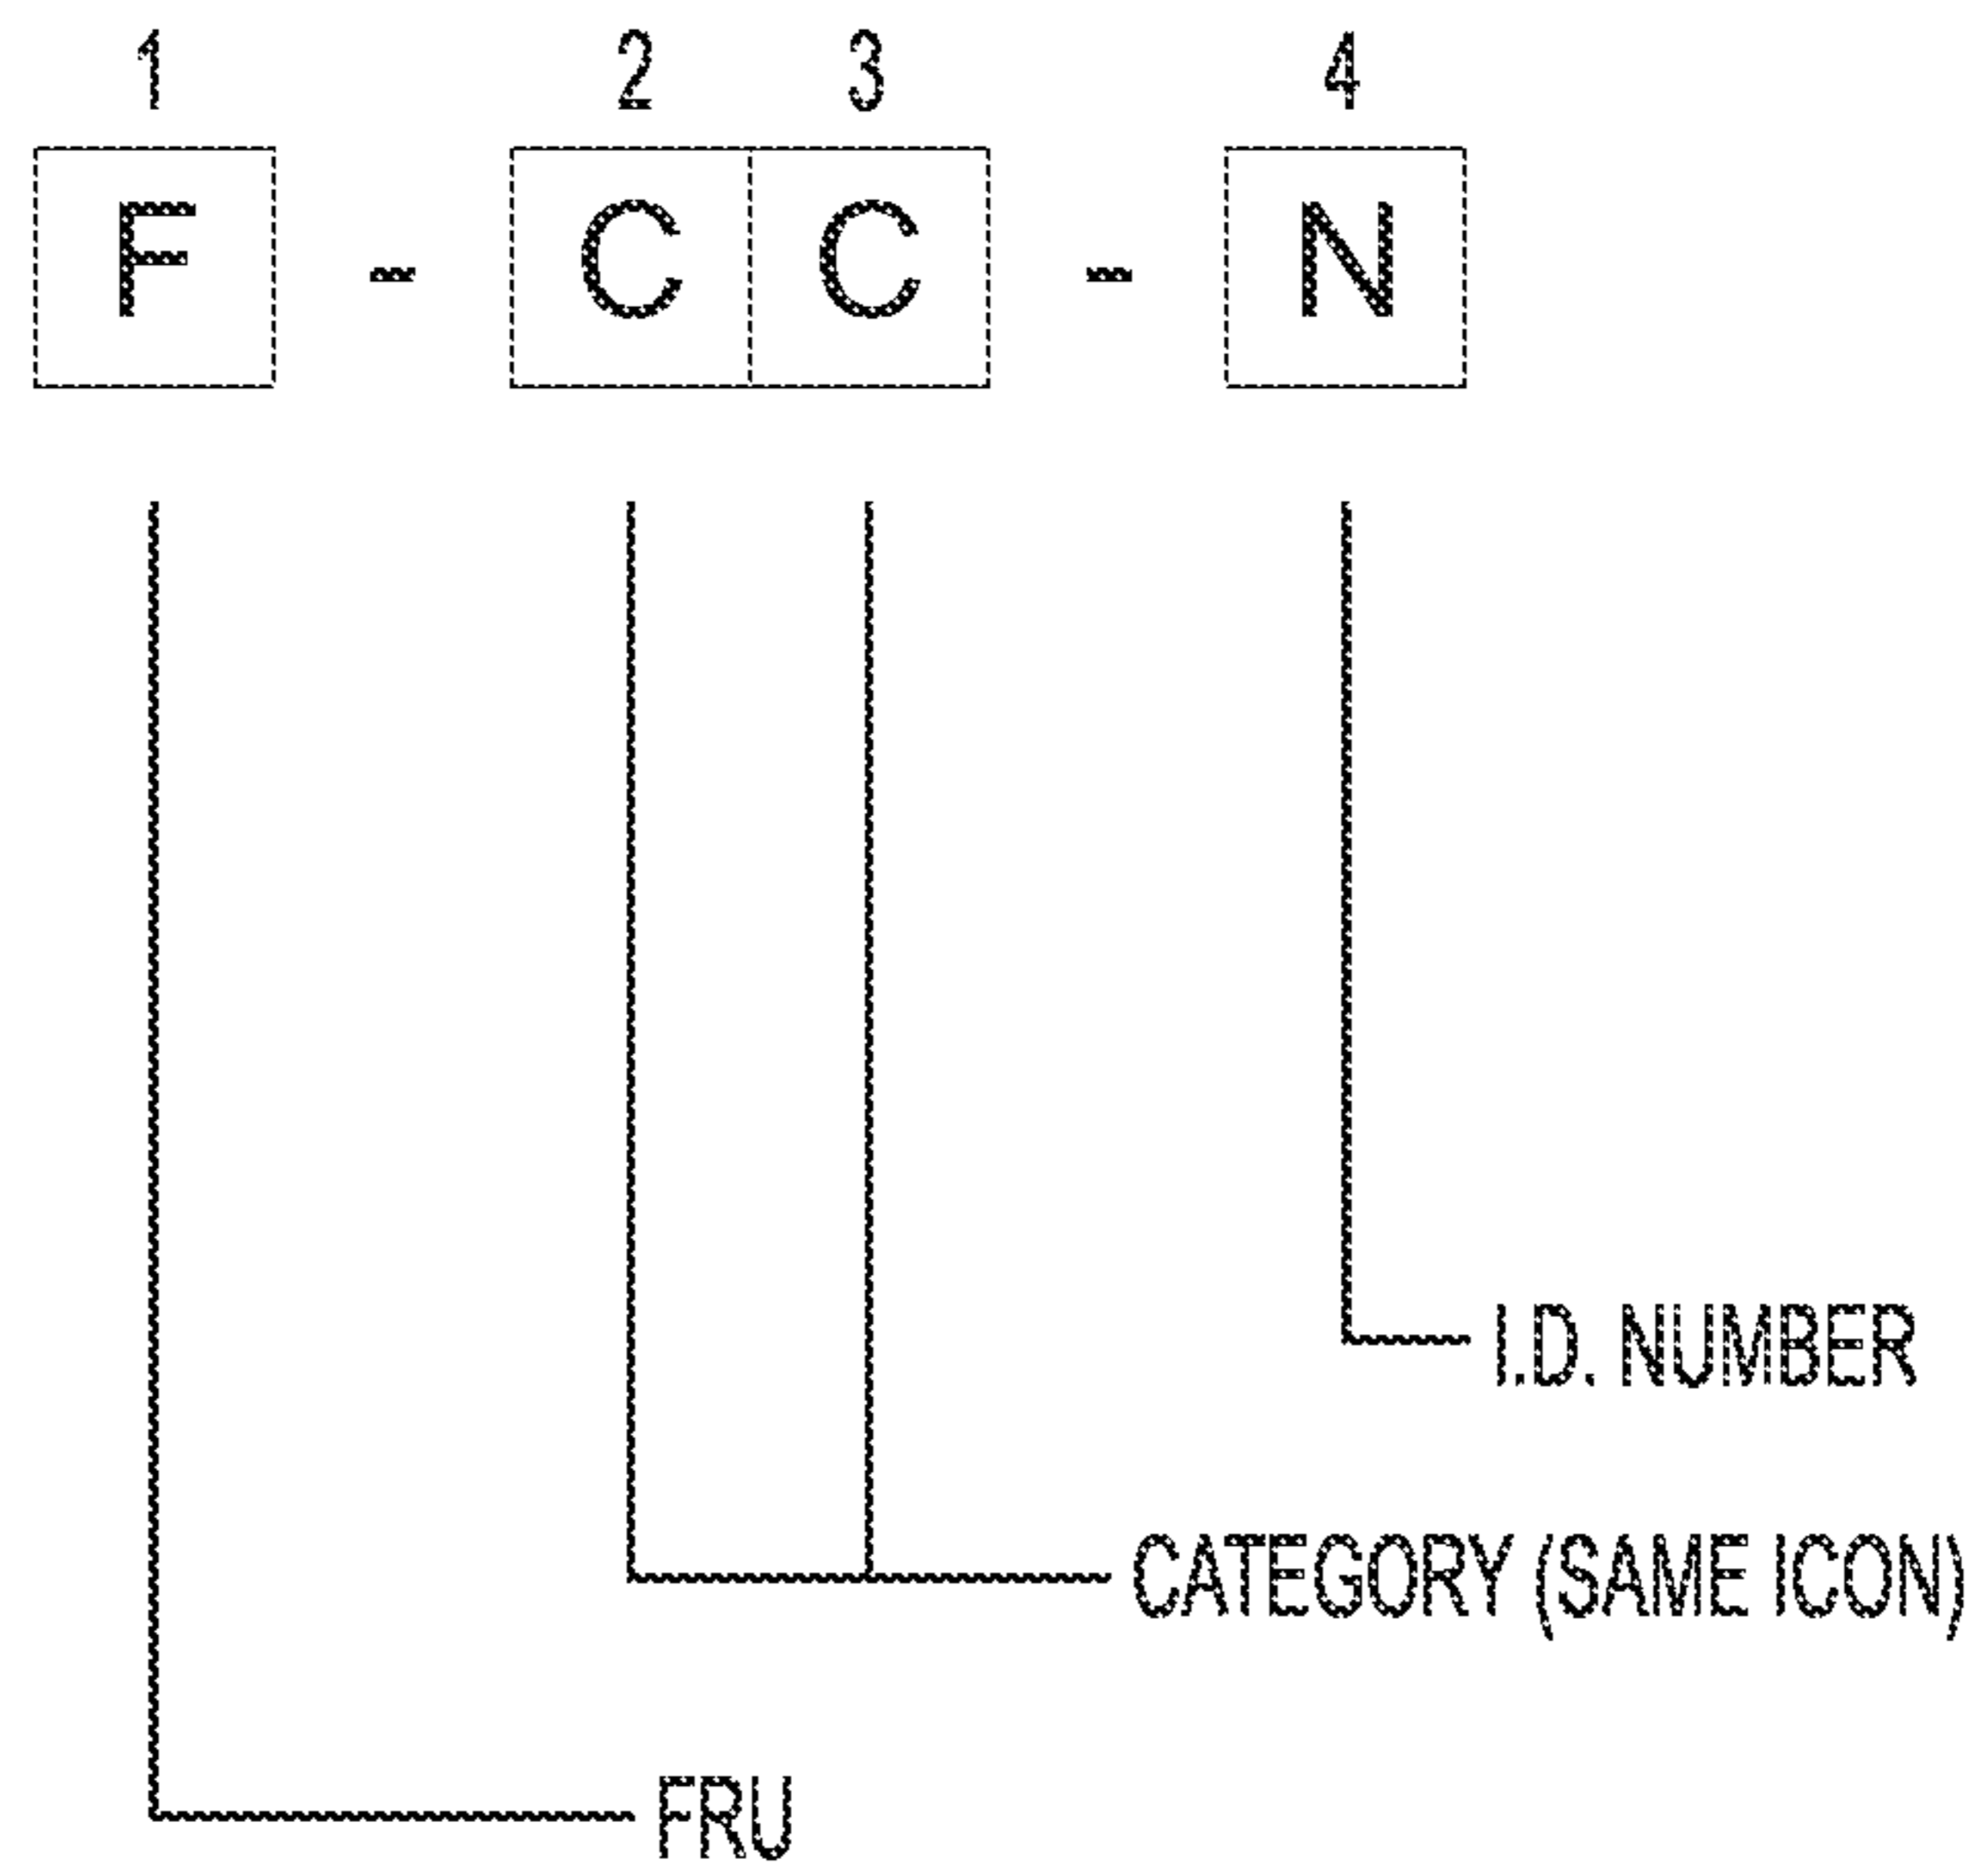 1 2 3 4
F - C C - N
I.D. NUMBER
CATEGORY (SAME ICON)
FRU